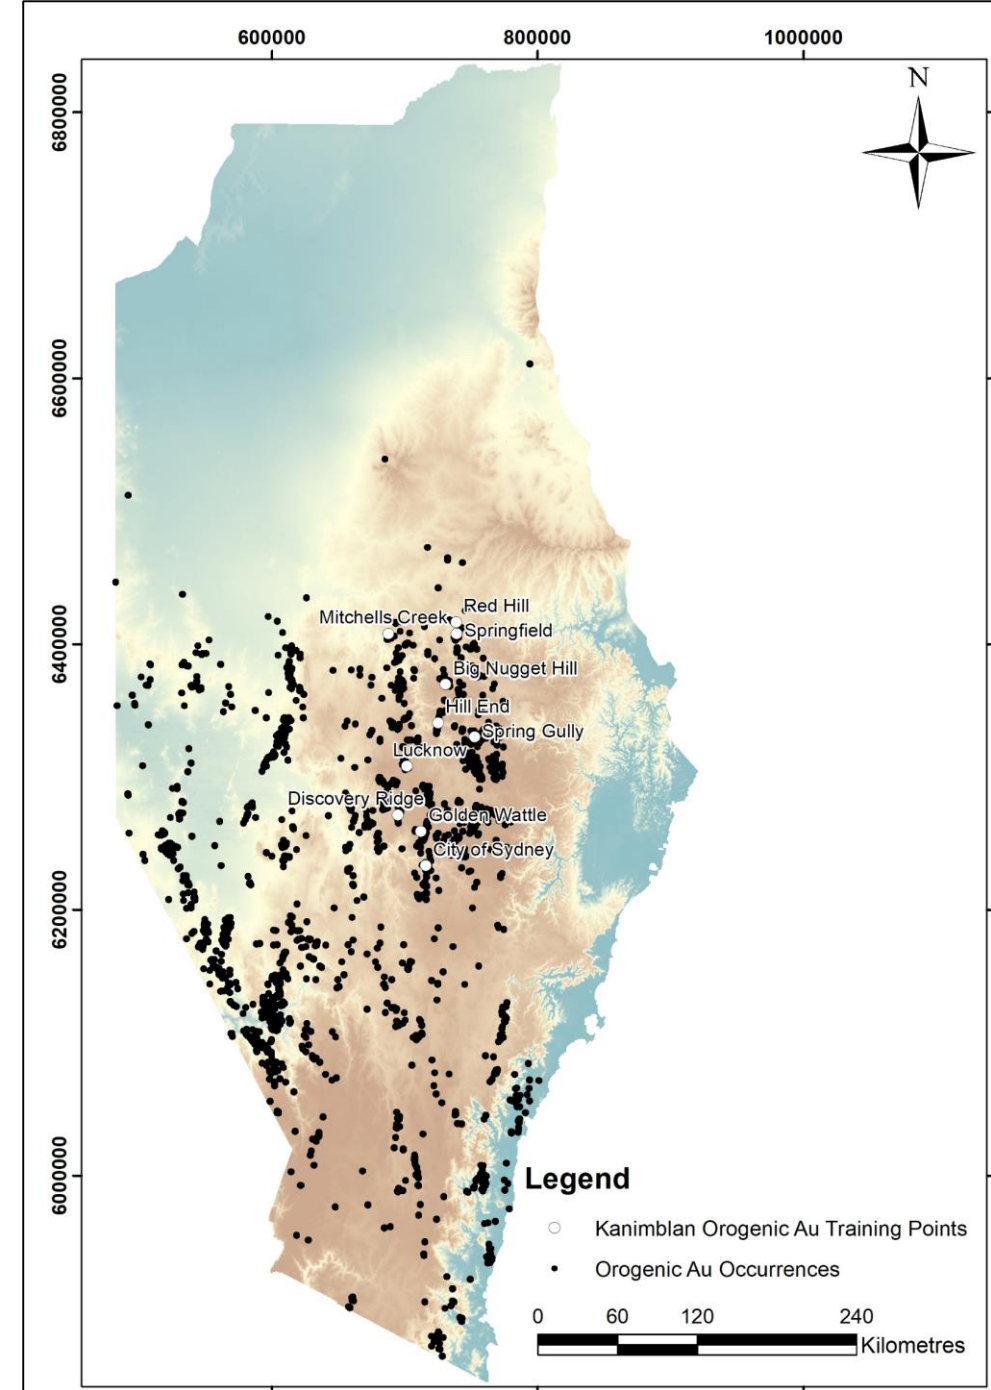 600000 800000 1000000
N
6800000
6600000
6400000
6200000
6000000
Red Hill
Mitchells Creek
Springfield
Big Nugget Hill
Hill End
Spring Gully
Lucknow
Discovery Ridge
Golden Wattle
City of Sydney
Legend
Kanimblan Orogenic Au Training Points
Orogenic Au Occurrences
0 60 120 240
Kilometres